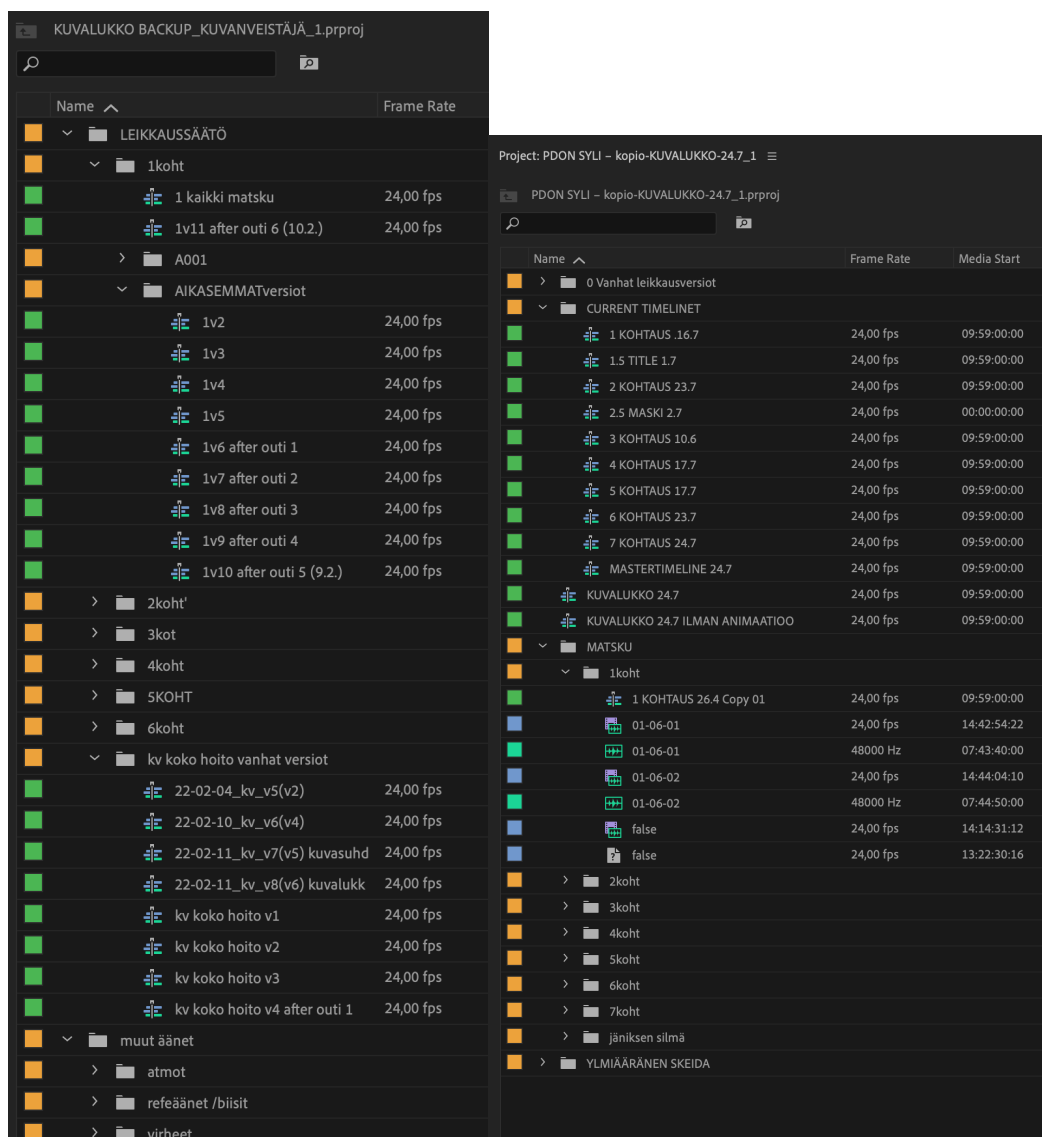 KUVALUKKO BACKUP_KUVANVEISTÄJÄ_1.prproj
Name Frame Rate
LEIKKAUSSÄÄTÖ
1koht
1 kaikki matsku 24,00 fps
1v11 after outi 6 (10.2.) 24,00 fps
A001
AIKASEMMATversiot
1v2 24,00 fps
1v3 24,00 fps
1v4 24,00 fps
1v5 24,00 fps
1v6 after outi 1 24,00 fps
1v7 after outi 2 24,00 fps
1v8 after outi 3 24,00 fps
1v9 after outi 4 24,00 fps
1v10 after outi 5 (9.2.) 24,00 fps
2koht'
3kot
4koht
5KOHT
6koht
kv koko hoito vanhat versiot
22-02-04_kv_v5(v2) 24,00 fps
22-02-10_kv_v6(v4) 24,00 fps
22-02-11_kv_v7(v5) kuvasuhd 24,00 fps
22-02-11_kv_v8(v6) kuvalukk 24,00 fps
kv koko hoito v1 24,00 fps
kv koko hoito v2 24,00 fps
kv koko hoito v3 24,00 fps
kv koko hoito v4 after outi 1 24,00 fps
muut äänet
atmot
refeäänet /biisit
virheet
Project: PDON SYLI – kopio-KUVALUKKO-24.7_1
PDON SYLI – kopio-KUVALUKKO-24.7_1.prproj
Name Frame Rate Media Start
0 Vanhat leikkausversiot
CURRENT TIMELINET
1 KOHTAUS .16.7 24,00 fps 09:59:00:00
1.5 TITLE 1.7 24,00 fps 09:59:00:00
2 KOHTAUS 23.7 24,00 fps 09:59:00:00
2.5 MASKI 2.7 24,00 fps 00:00:00:00
3 KOHTAUS 10.6 24,00 fps 09:59:00:00
4 KOHTAUS 17.7 24,00 fps 09:59:00:00
5 KOHTAUS 17.7 24,00 fps 09:59:00:00
6 KOHTAUS 23.7 24,00 fps 09:59:00:00
7 KOHTAUS 24.7 24,00 fps 09:59:00:00
MASTERTIMELINE 24.7 24,00 fps 09:59:00:00
KUVALUKKO 24.7 24,00 fps 09:59:00:00
KUVALUKKO 24.7 ILMAN ANIMAATIOO 24,00 fps 09:59:00:00
MATSKU
1koht
1 KOHTAUS 26.4 Copy 01 24,00 fps 09:59:00:00
01-06-01 24,00 fps 14:42:54:22
01-06-01 48000 Hz 07:43:40:00
01-06-02 24,00 fps 14:44:04:10
01-06-02 48000 Hz 07:44:50:00
false 24,00 fps 14:14:31:12
false 24,00 fps 13:22:30:16
2koht
3koht
4koht
5koht
6koht
7koht
jäniksen silmä
YLMIÄÄRÄNEN SKEIDA